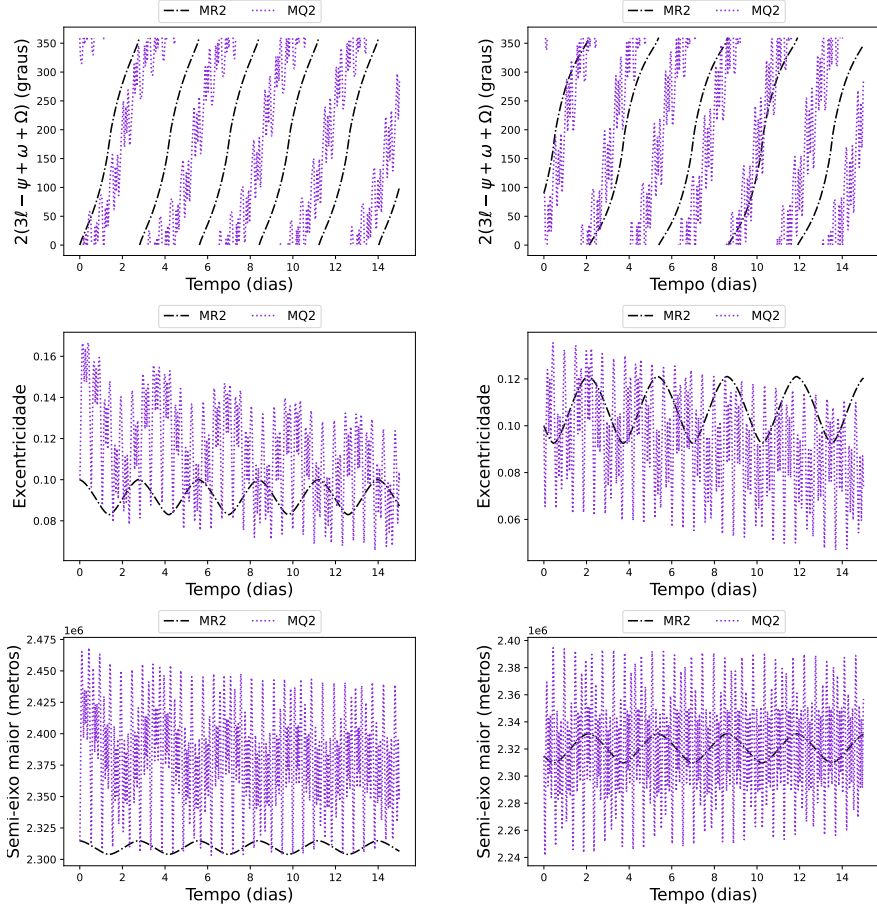 MR2 MQ2
2(3ℓ − ψ + ω + Ω) (graus)
350
300
250
200
150
100
50
0
0 2 4 6 8 10 12 14
Tempo (dias)
MR2 MQ2
2(3ℓ − ψ + ω + Ω) (graus)
350
300
250
200
150
100
50
0
0 2 4 6 8 10 12 14
Tempo (dias)
MR2 MQ2
Excentricidade
0.16
0.14
0.12
0.10
0.08
0 2 4 6 8 10 12 14
Tempo (dias)
MR2 MQ2
Excentricidade
0.12
0.10
0.08
0.06
0 2 4 6 8 10 12 14
Tempo (dias)
MR2 MQ2
1e6
Semi-eixo maior (metros)
2.475
2.450
2.425
2.400
2.375
2.350
2.325
2.300
0 2 4 6 8 10 12 14
Tempo (dias)
MR2 MQ2
1e6
Semi-eixo maior (metros)
2.40
2.38
2.36
2.34
2.32
2.30
2.28
2.26
2.24
0 2 4 6 8 10 12 14
Tempo (dias)